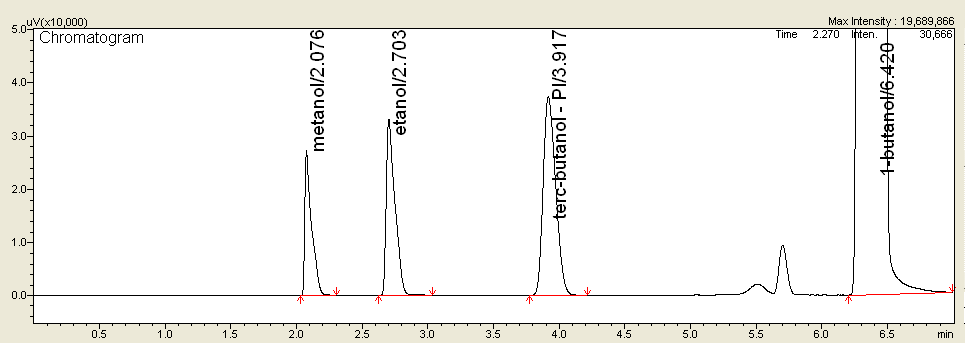 uV(x10,000)
Max Intensity : 19,689,866
Chromatogram
Time 2.270 Inten. 30,666
5.0
4.0
3.0
2.0
1.0
0.0
metanol/2.076
etanol/2.703
terc-butanol - PI/3.917
1-butanol/6.420
0.5 1.0 1.5 2.0 2.5 3.0 3.5 4.0 4.5 5.0 5.5 6.0 6.5 min